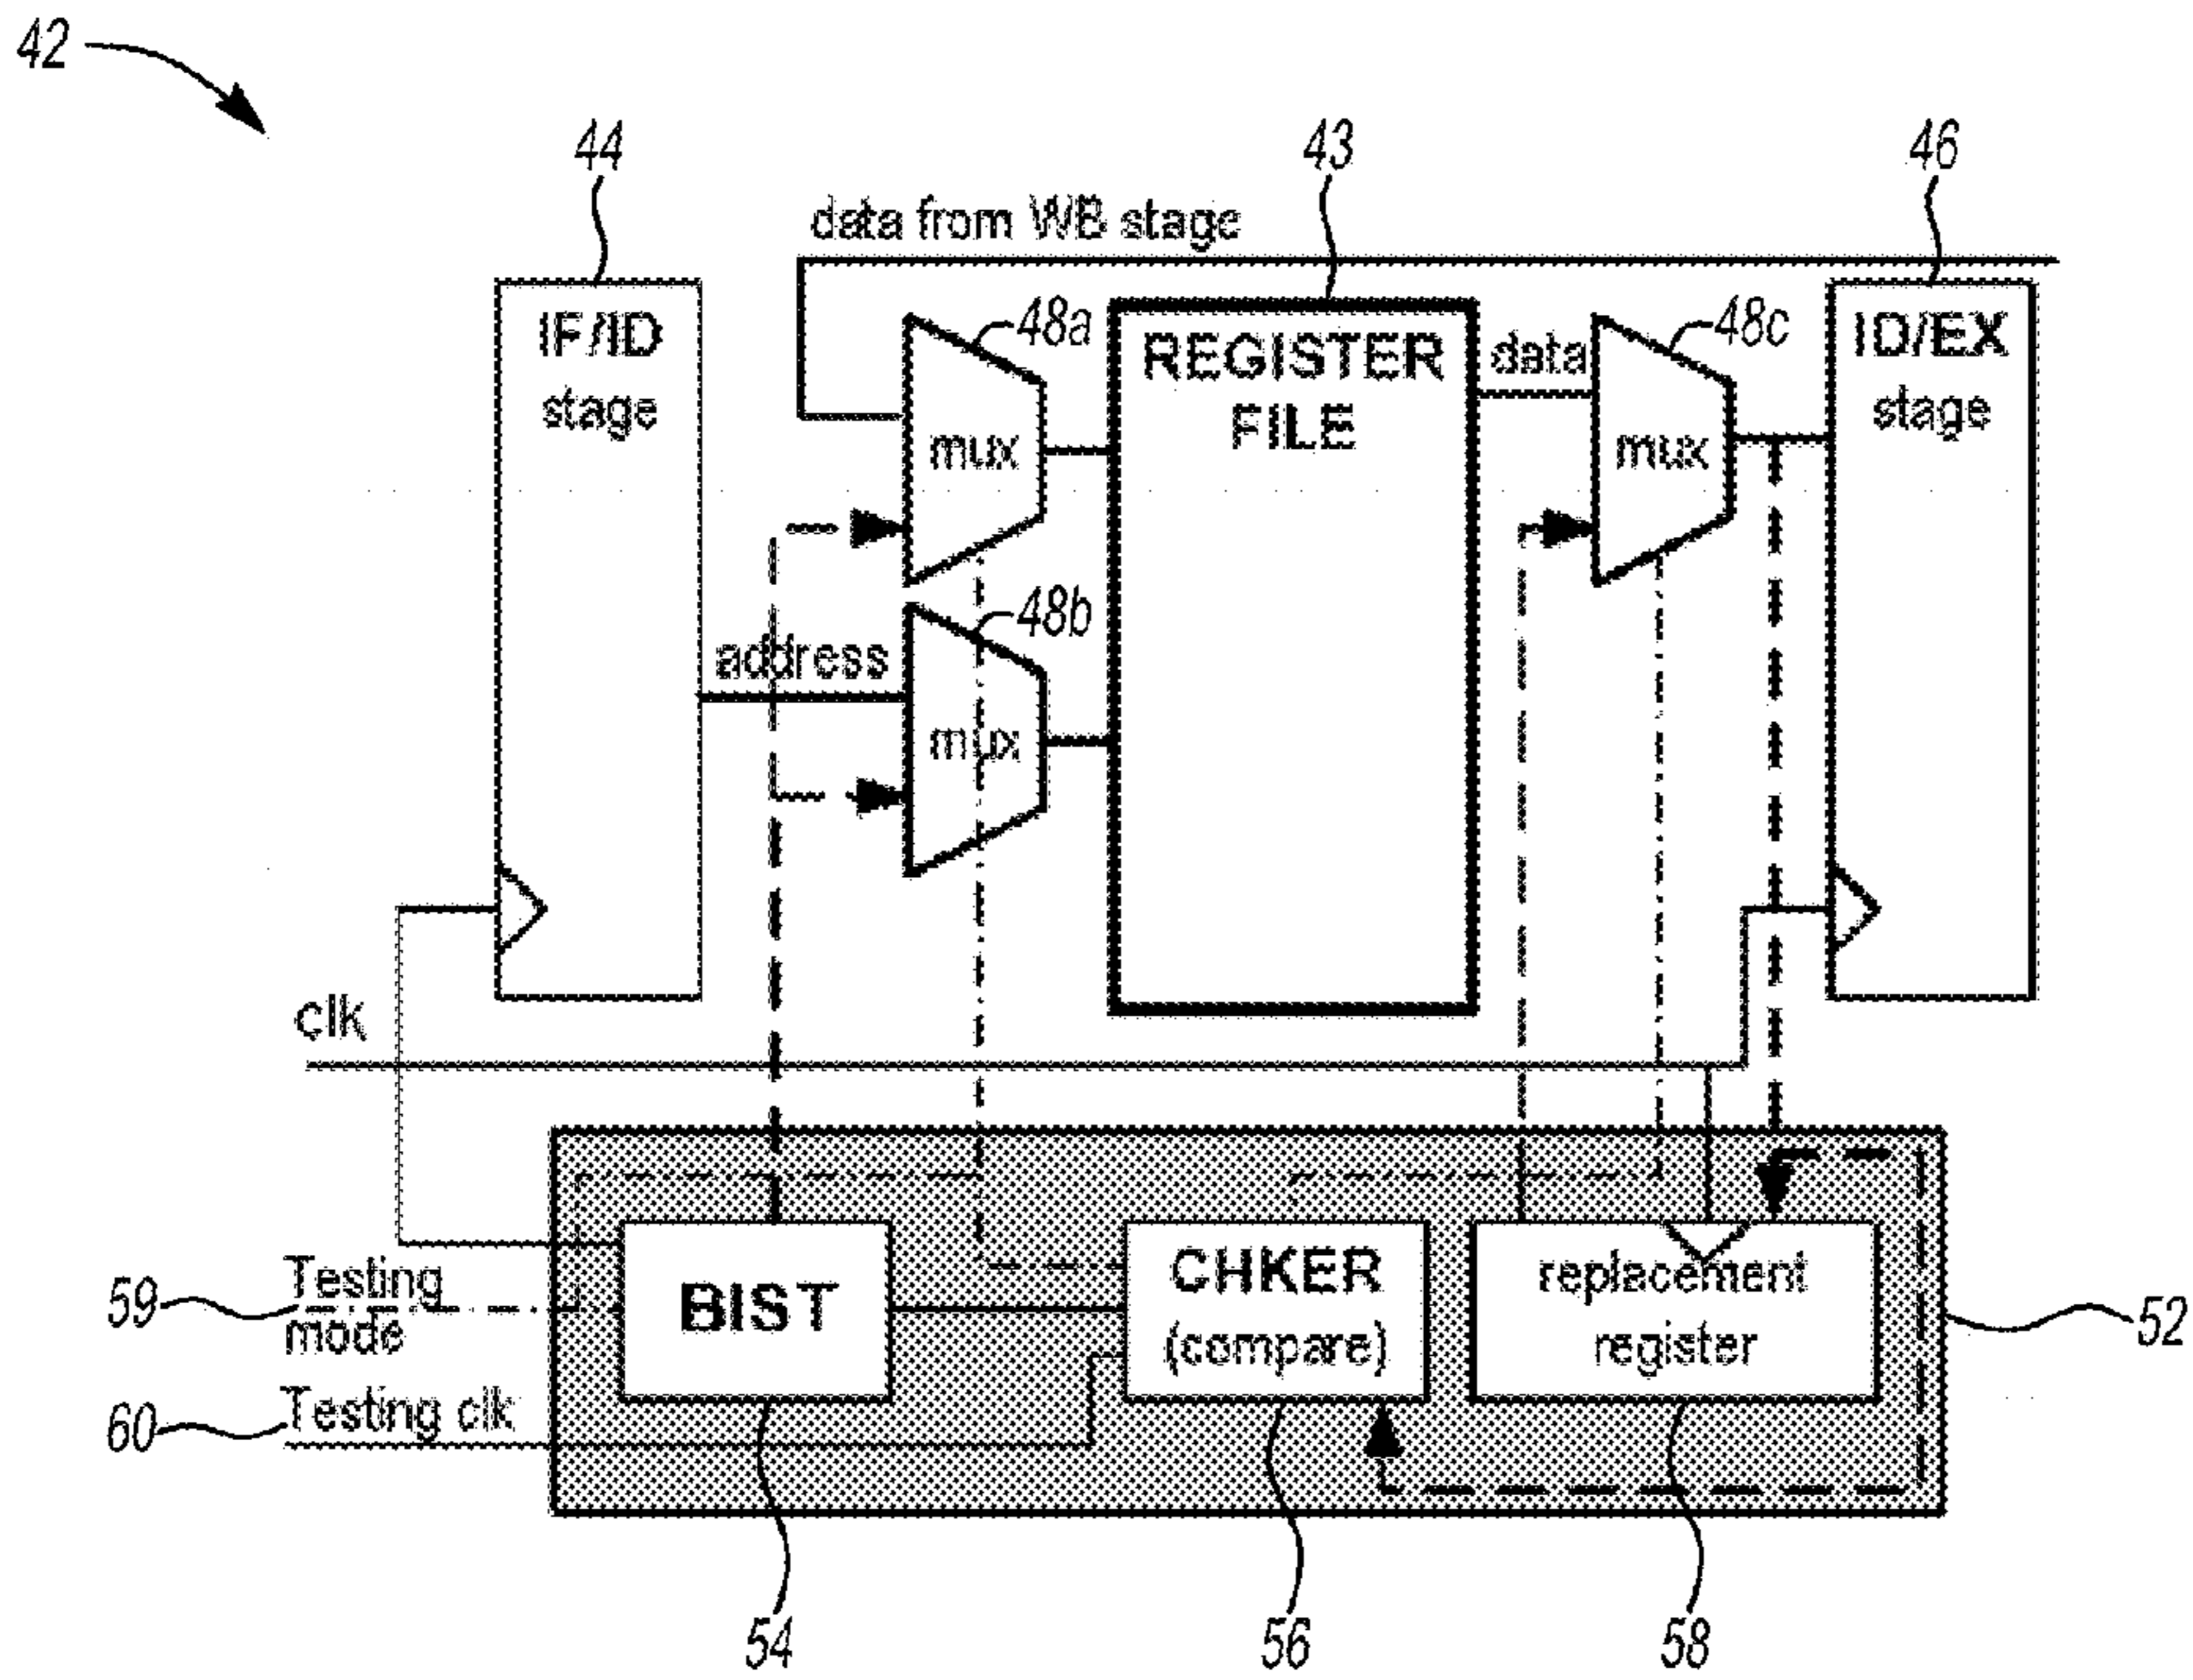 42
44
43
46
data from WB stage
IF/ID
stage
48a
mux
REGISTER
FILE
data
48c
mux
ID/EX
stage
48b
address
mux
clk
59
Testing
mode
BIST
CHKER
(compare)
replacement
register
52
60
Testing clk
54
56
58